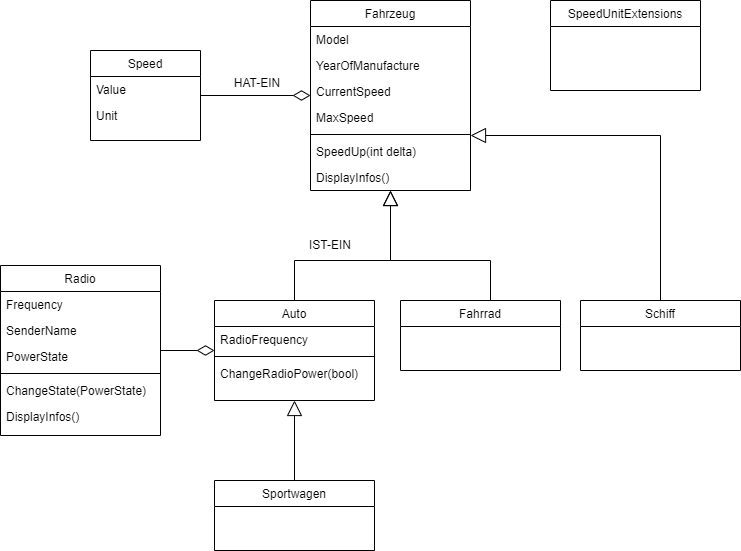 Fahrzeug
Model
YearOfManufacture
CurrentSpeed
MaxSpeed
SpeedUp(int delta)
DisplayInfos()
SpeedUnitExtensions
Speed
Value
Unit
HAT-EIN
IST-EIN
Radio
Frequency
SenderName
PowerState
ChangeState(PowerState)
DisplayInfos()
Auto
RadioFrequency
ChangeRadioPower(bool)
Fahrrad
Schiff
Sportwagen